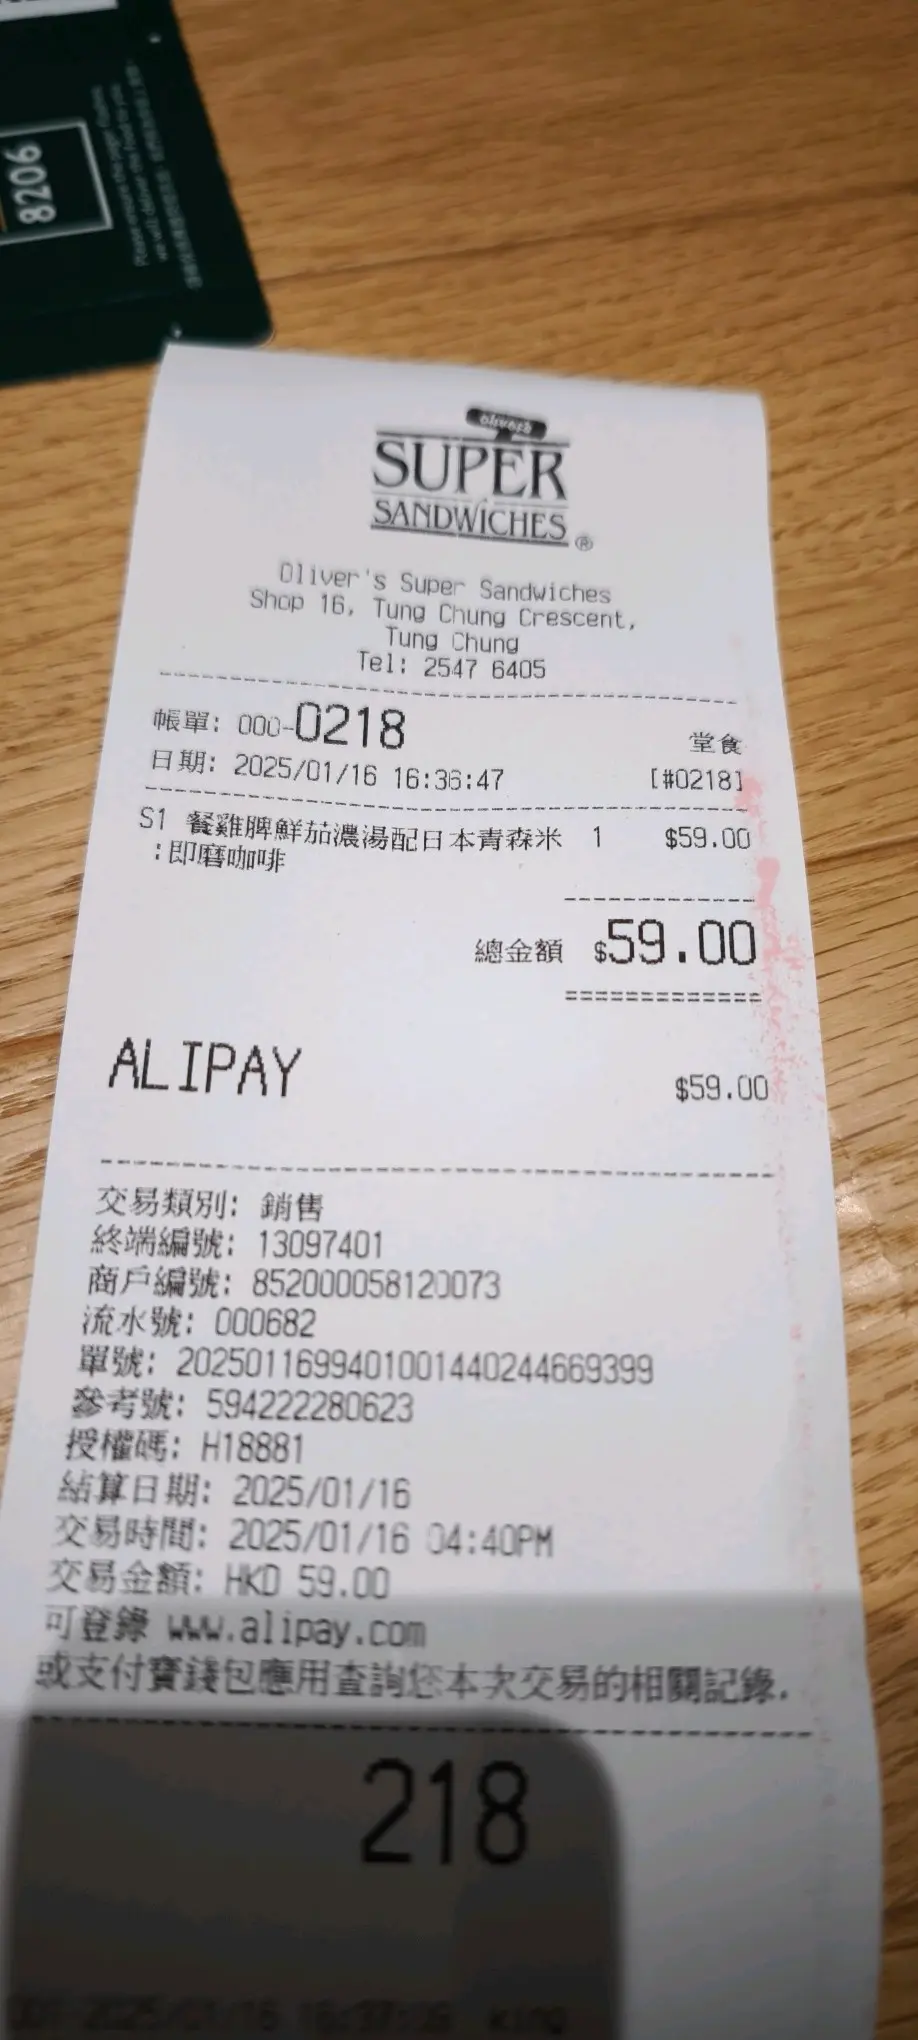 8206
Oliver's
SUPER
SANDWICHES ®
Oliver's Super Sandwiches
Shop 16, Tung Chung Crescent,
Tung Chung
Tel: 2547 6405
帳單: 000-0218 堂食
日期: 2025/01/16 16:36:47 [#0218]
S1 餐雞脾鮮茄濃湯配日本青森米 1 $59.00
:即磨咖啡
總金額 $59.00
ALIPAY $59.00
交易類別: 銷售
終端編號: 13097401
商戶編號: 852000058120073
流水號: 000682
單號: 2025011699401001440244669399
參考號: 594222280623
授權碼: H18881
結算日期: 2025/01/16
交易時間: 2025/01/16 04:40PM
交易金額: HKD 59.00
可登錄 www.alipay.com
或支付寶錢包應用查詢您本次交易的相關記錄.
218
2025/01/16 king